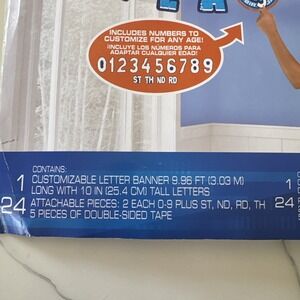 INCLUDES NUMBERS TO
CUSTOMIZE FOR ANY AGE!
¡INCLUYE LOS NÚMEROS PARA
ADAPTAR CUALQUIER EDAD!
0123456789
ST TH ND RD
CONTAINS:
1 CUSTOMIZABLE LETTER BANNER 9.96 FT (3.03 M)
LONG WITH 10 IN (25.4 CM) TALL LETTERS
24 ATTACHABLE PIECES: 2 EACH 0-9 PLUS ST, ND, RD, TH
5 PIECES OF DOUBLE-SIDED TAPE
1
24